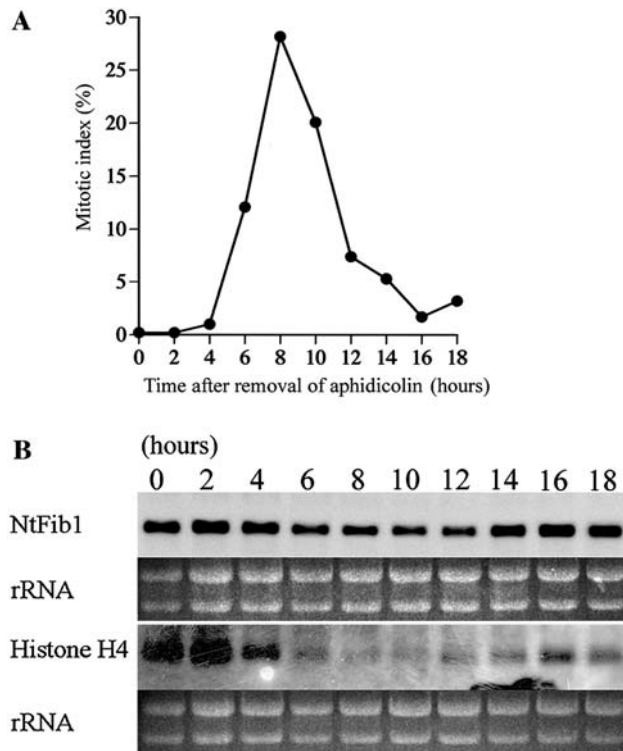 A
30
25
20
15
10
5
0
Mitotic index (%)
0 2 4 6 8 10 12 14 16 18
Time after removal of aphidicolin (hours)
B
(hours)
0 2 4 6 8 10 12 14 16 18
NtFib1
rRNA
Histone H4
rRNA